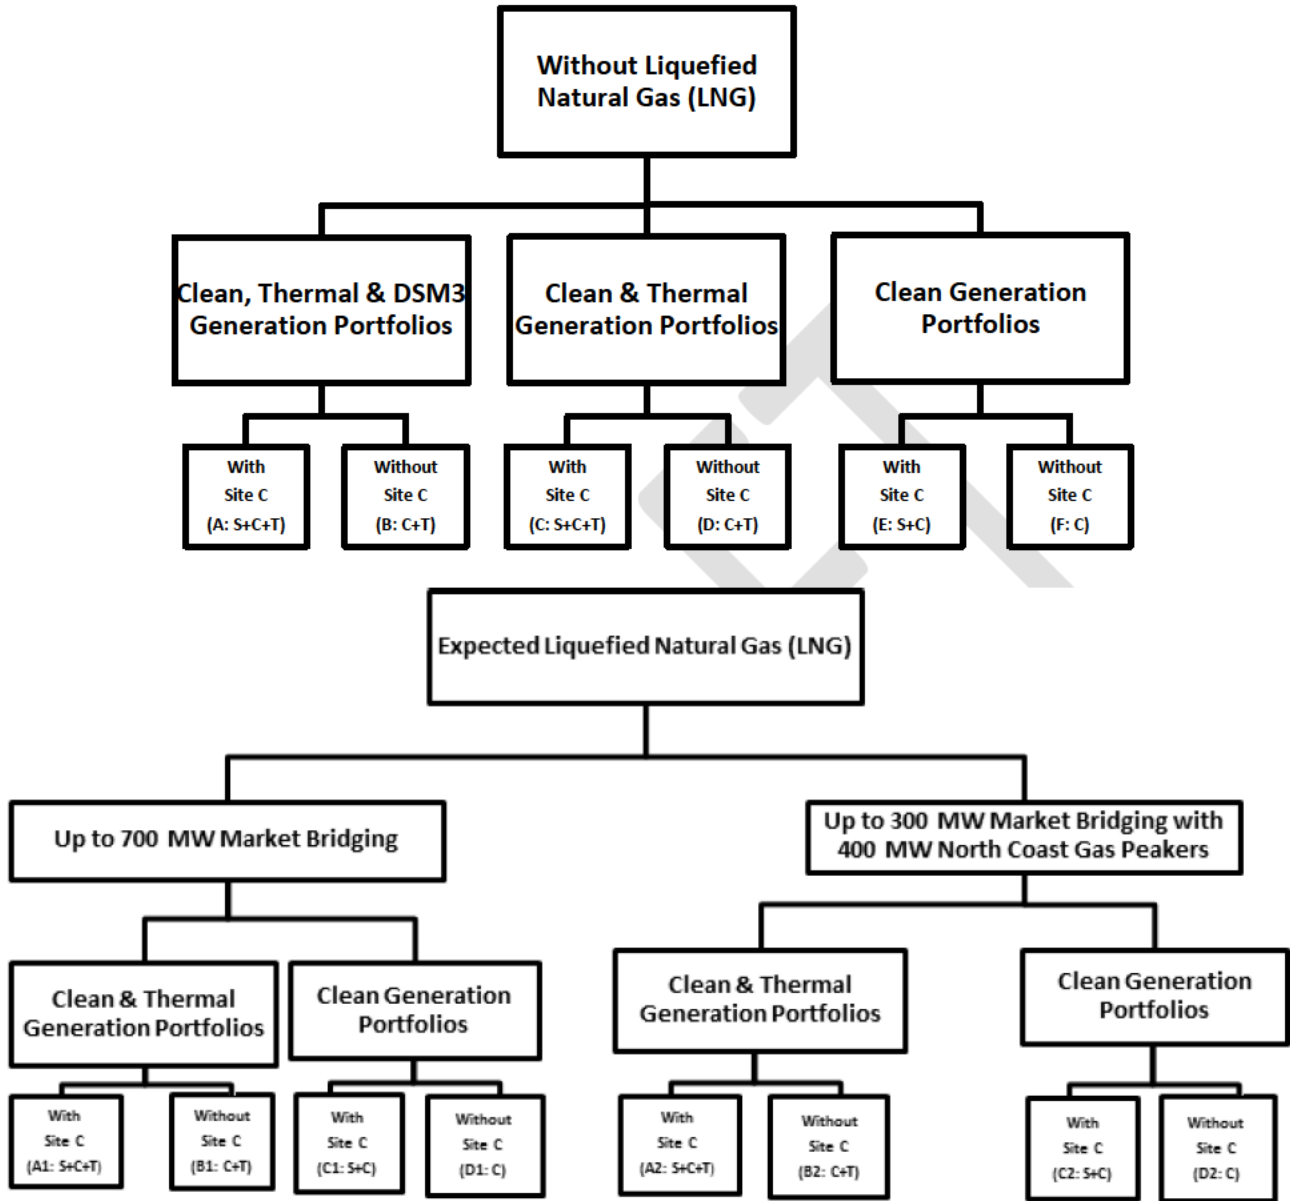 Without Liquefied
Natural Gas (LNG)
Clean, Thermal & DSM3
Generation Portfolios
Clean & Thermal
Generation Portfolios
Clean Generation
Portfolios
With
Site C
(A: S+C+T)
Without
Site C
(B: C+T)
With
Site C
(C: S+C+T)
Without
Site C
(D: C+T)
With
Site C
(E: S+C)
Without
Site C
(F: C)
Expected Liquefied Natural Gas (LNG)
Up to 700 MW Market Bridging
Up to 300 MW Market Bridging with
400 MW North Coast Gas Peakers
Clean & Thermal
Generation Portfolios
Clean Generation
Portfolios
Clean & Thermal
Generation Portfolios
Clean Generation
Portfolios
With
Site C
(A1: S+C+T)
Without
Site C
(B1: C+T)
With
Site C
(C1: S+C)
Without
Site C
(D1: C)
With
Site C
(A2: S+C+T)
Without
Site C
(B2: C+T)
With
Site C
(C2: S+C)
Without
Site C
(D2: C)